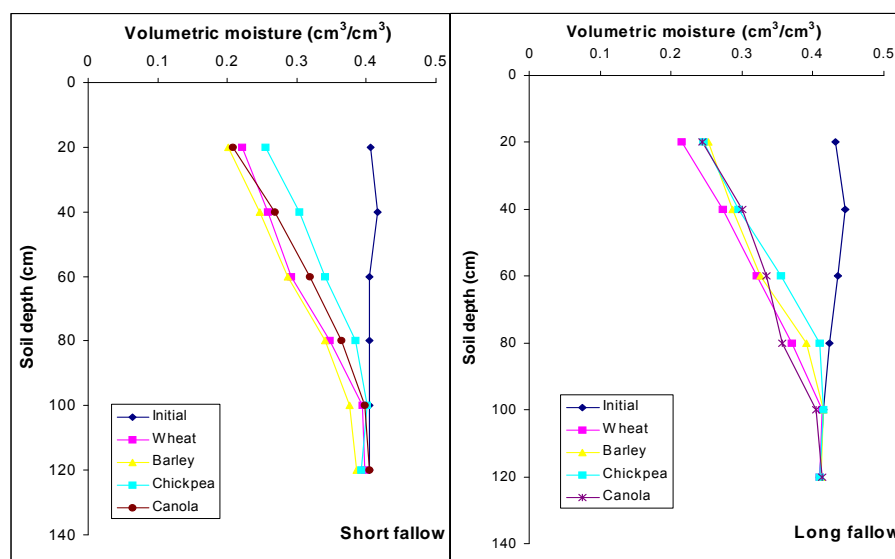 Volumetric moisture (cm³/cm³)
0 0.1 0.2 0.3 0.4 0.5
0
20
40
60
80
100
120
140
Soil depth (cm)
Initial
Wheat
Barley
Chickpea
Canola
Short fallow
Volumetric moisture (cm³/cm³)
0 0.1 0.2 0.3 0.4 0.5
0
20
40
60
80
100
120
140
Soil depth (cm)
Initial
Wheat
Barley
Chickpea
Canola
Long fallow